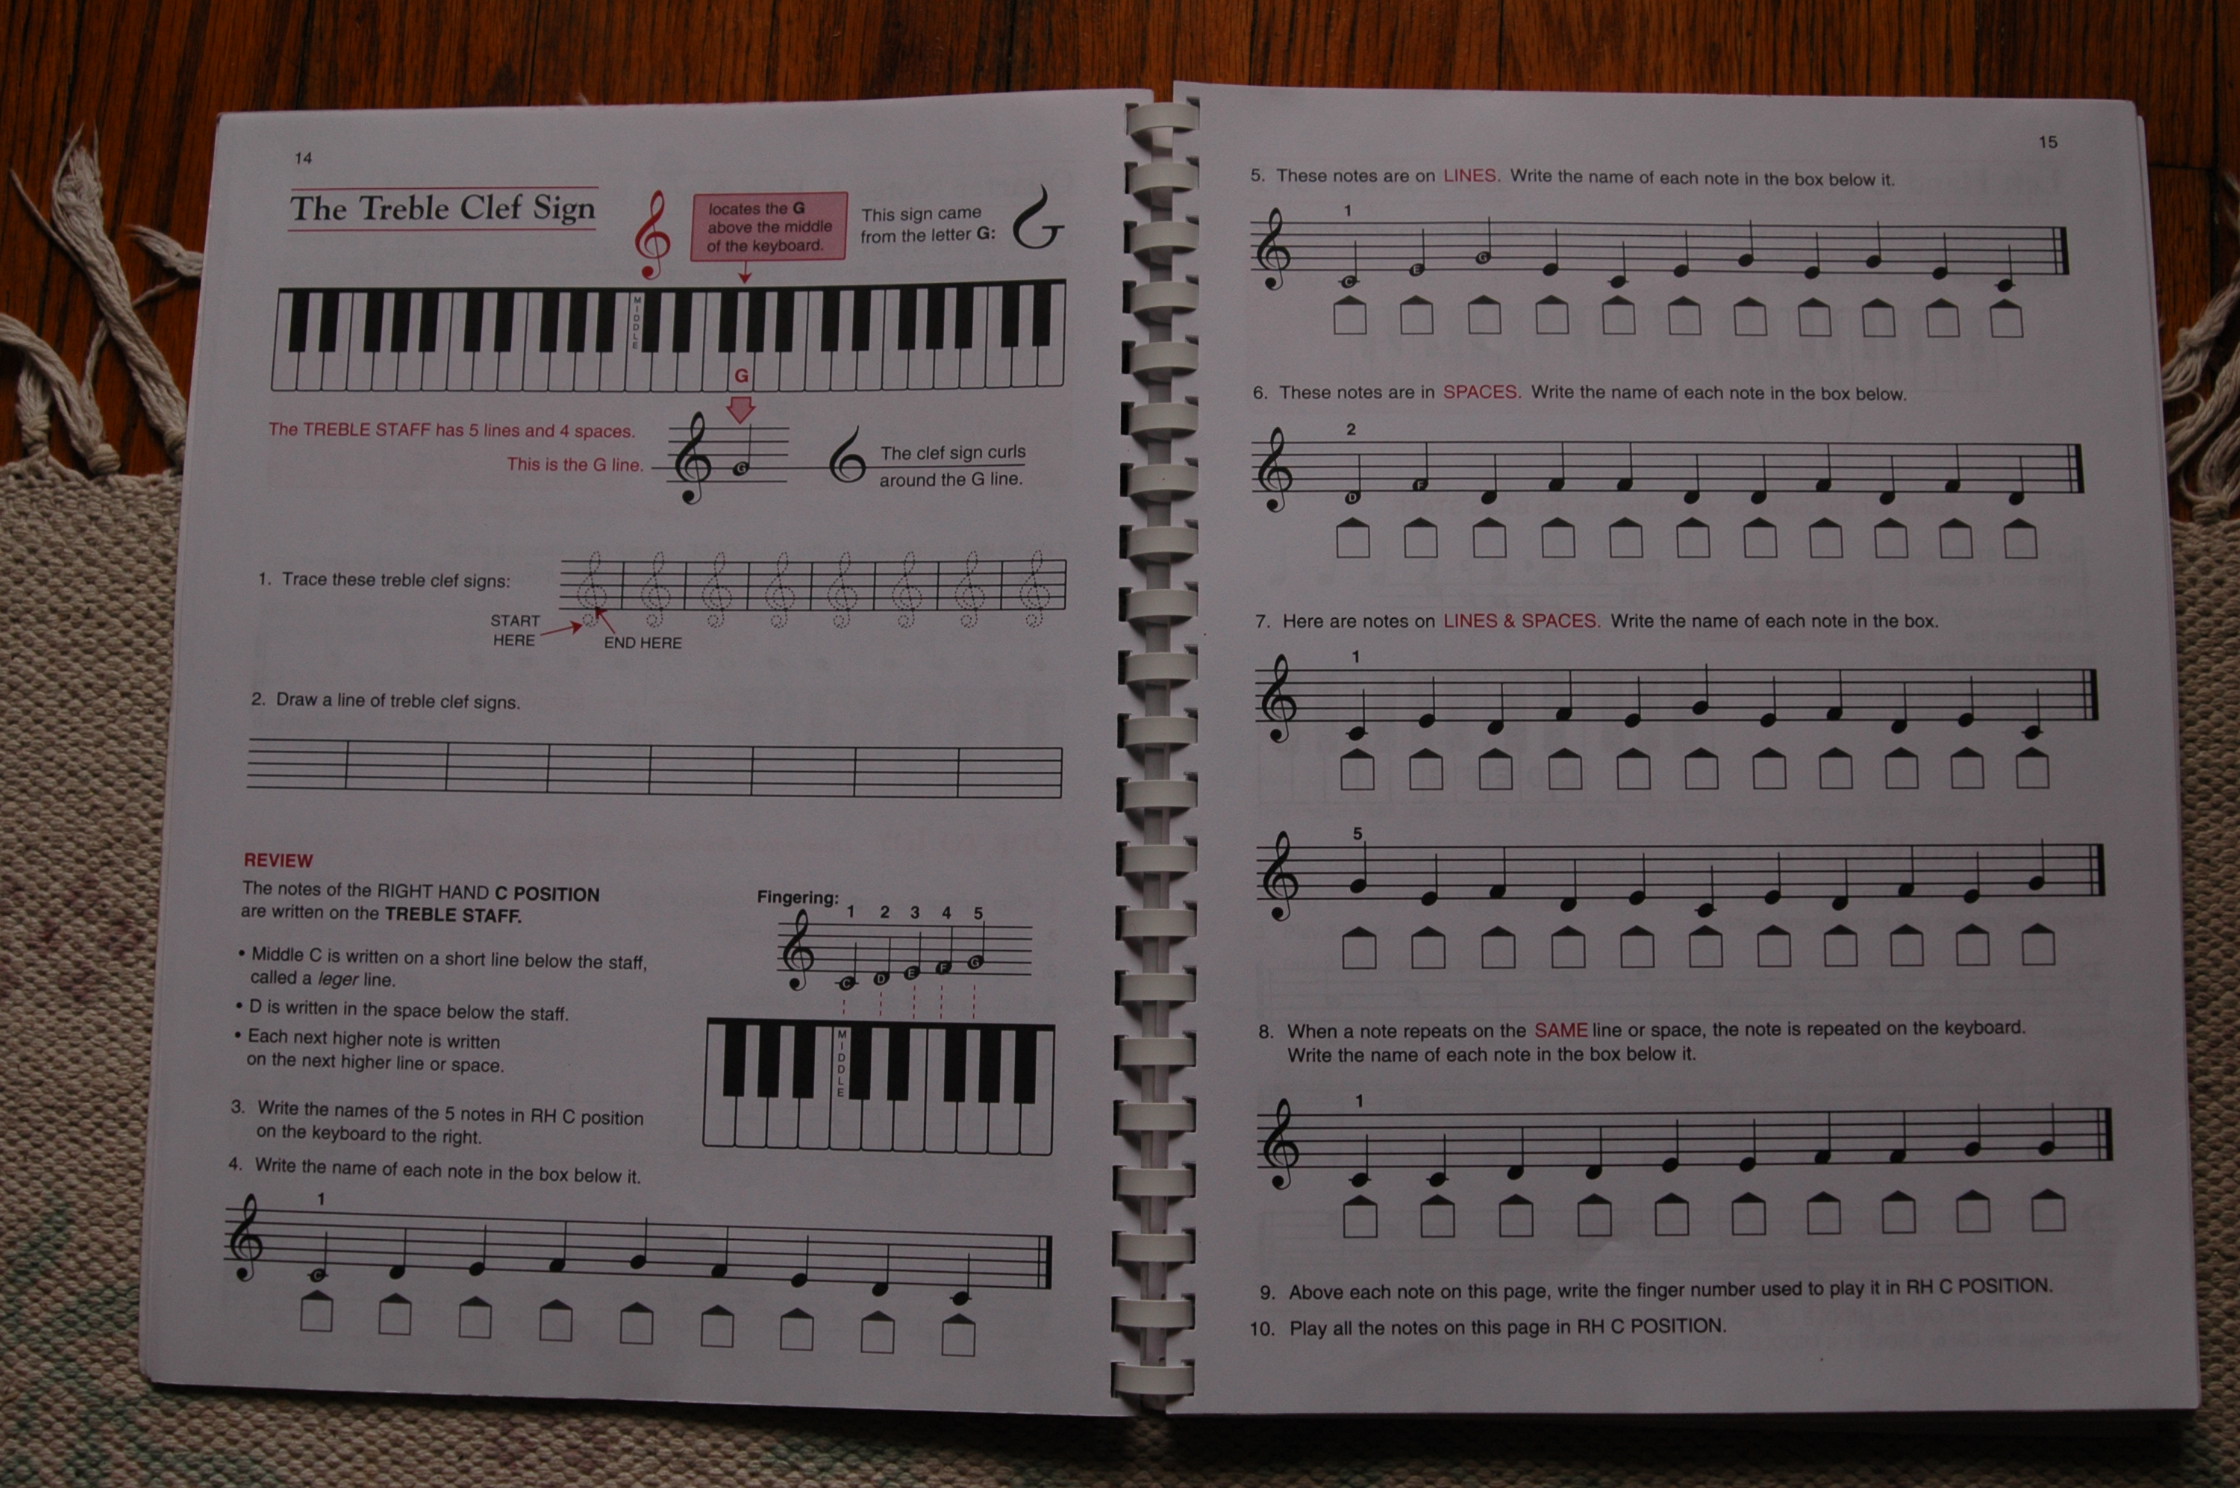 14
The Treble Clef Sign
locates the G
above the middle
of the keyboard.
This sign came
from the letter G:
MIDDLE
G
The TREBLE STAFF has 5 lines and 4 spaces.
This is the G line.
G
The clef sign curls
around the G line.
1. Trace these treble clef signs:
START
HERE
END HERE
2. Draw a line of treble clef signs.
REVIEW
The notes of the RIGHT HAND C POSITION
are written on the TREBLE STAFF.
• Middle C is written on a short line below the staff,
called a leger line.
• D is written in the space below the staff.
• Each next higher note is written
on the next higher line or space.
Fingering: 1 2 3 4 5
C D E F G
MIDDLE
3. Write the names of the 5 notes in RH C position
on the keyboard to the right.
4. Write the name of each note in the box below it.
1
C
15
5. These notes are on LINES. Write the name of each note in the box below it.
1
C E G
6. These notes are in SPACES. Write the name of each note in the box below.
2
D F
7. Here are notes on LINES & SPACES. Write the name of each note in the box.
1
5
8. When a note repeats on the SAME line or space, the note is repeated on the keyboard.
Write the name of each note in the box below it.
1
9. Above each note on this page, write the finger number used to play it in RH C POSITION.
10. Play all the notes on this page in RH C POSITION.